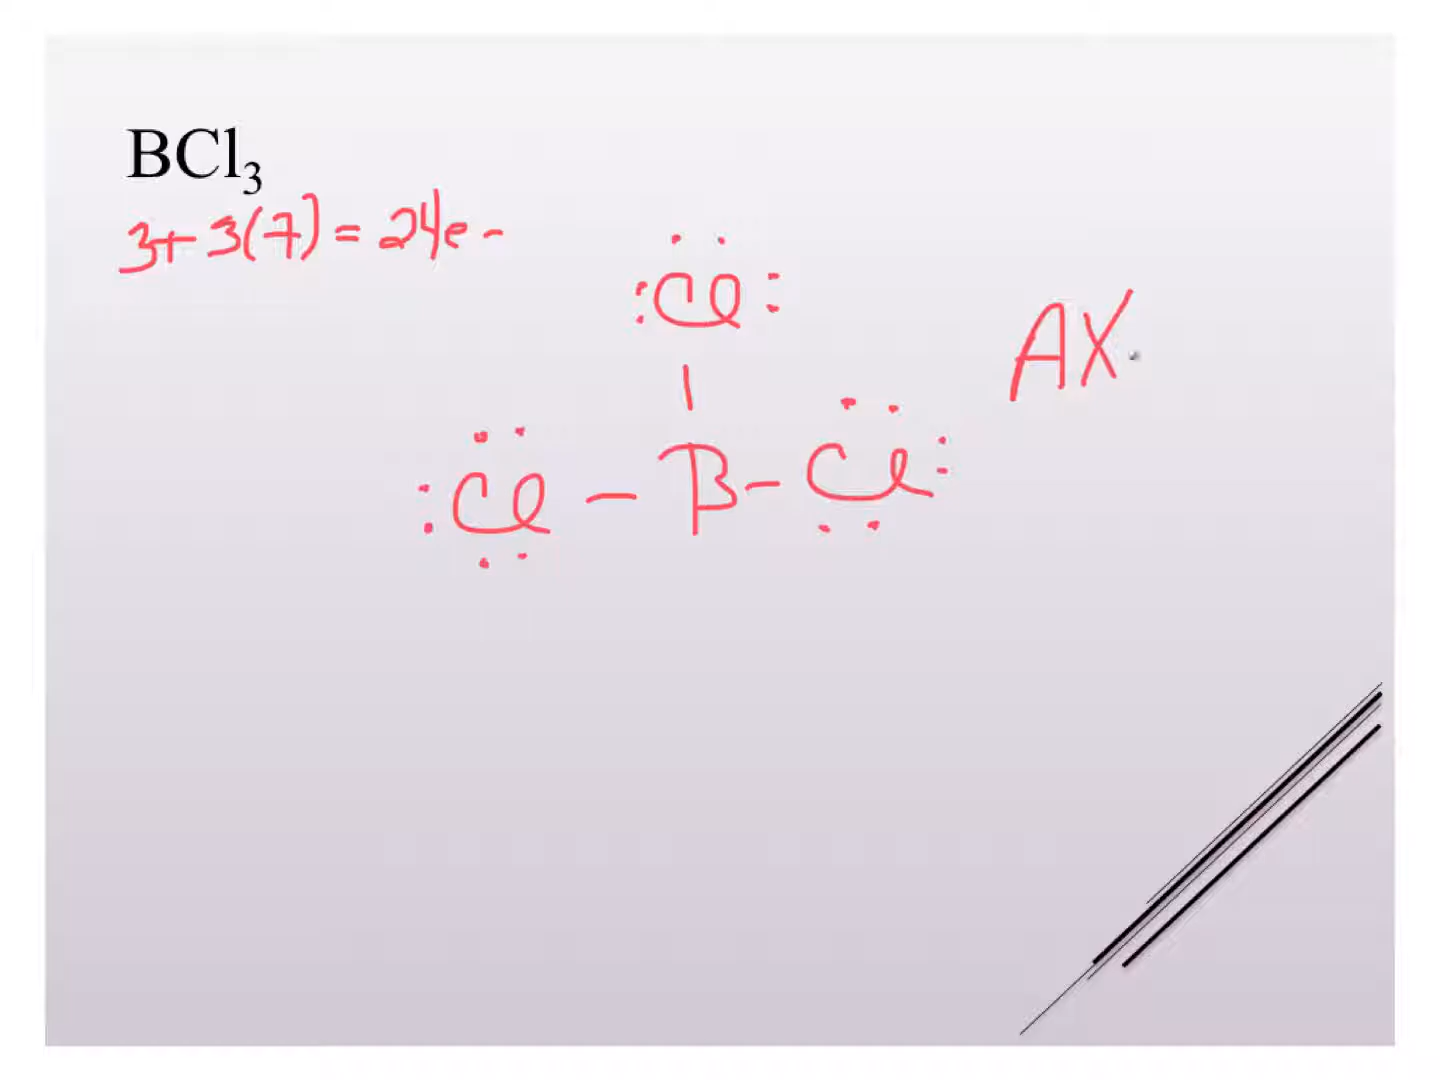 BCl₃
3+ 3(7) = 24e -
Cl
AX
Cl - B - Cl